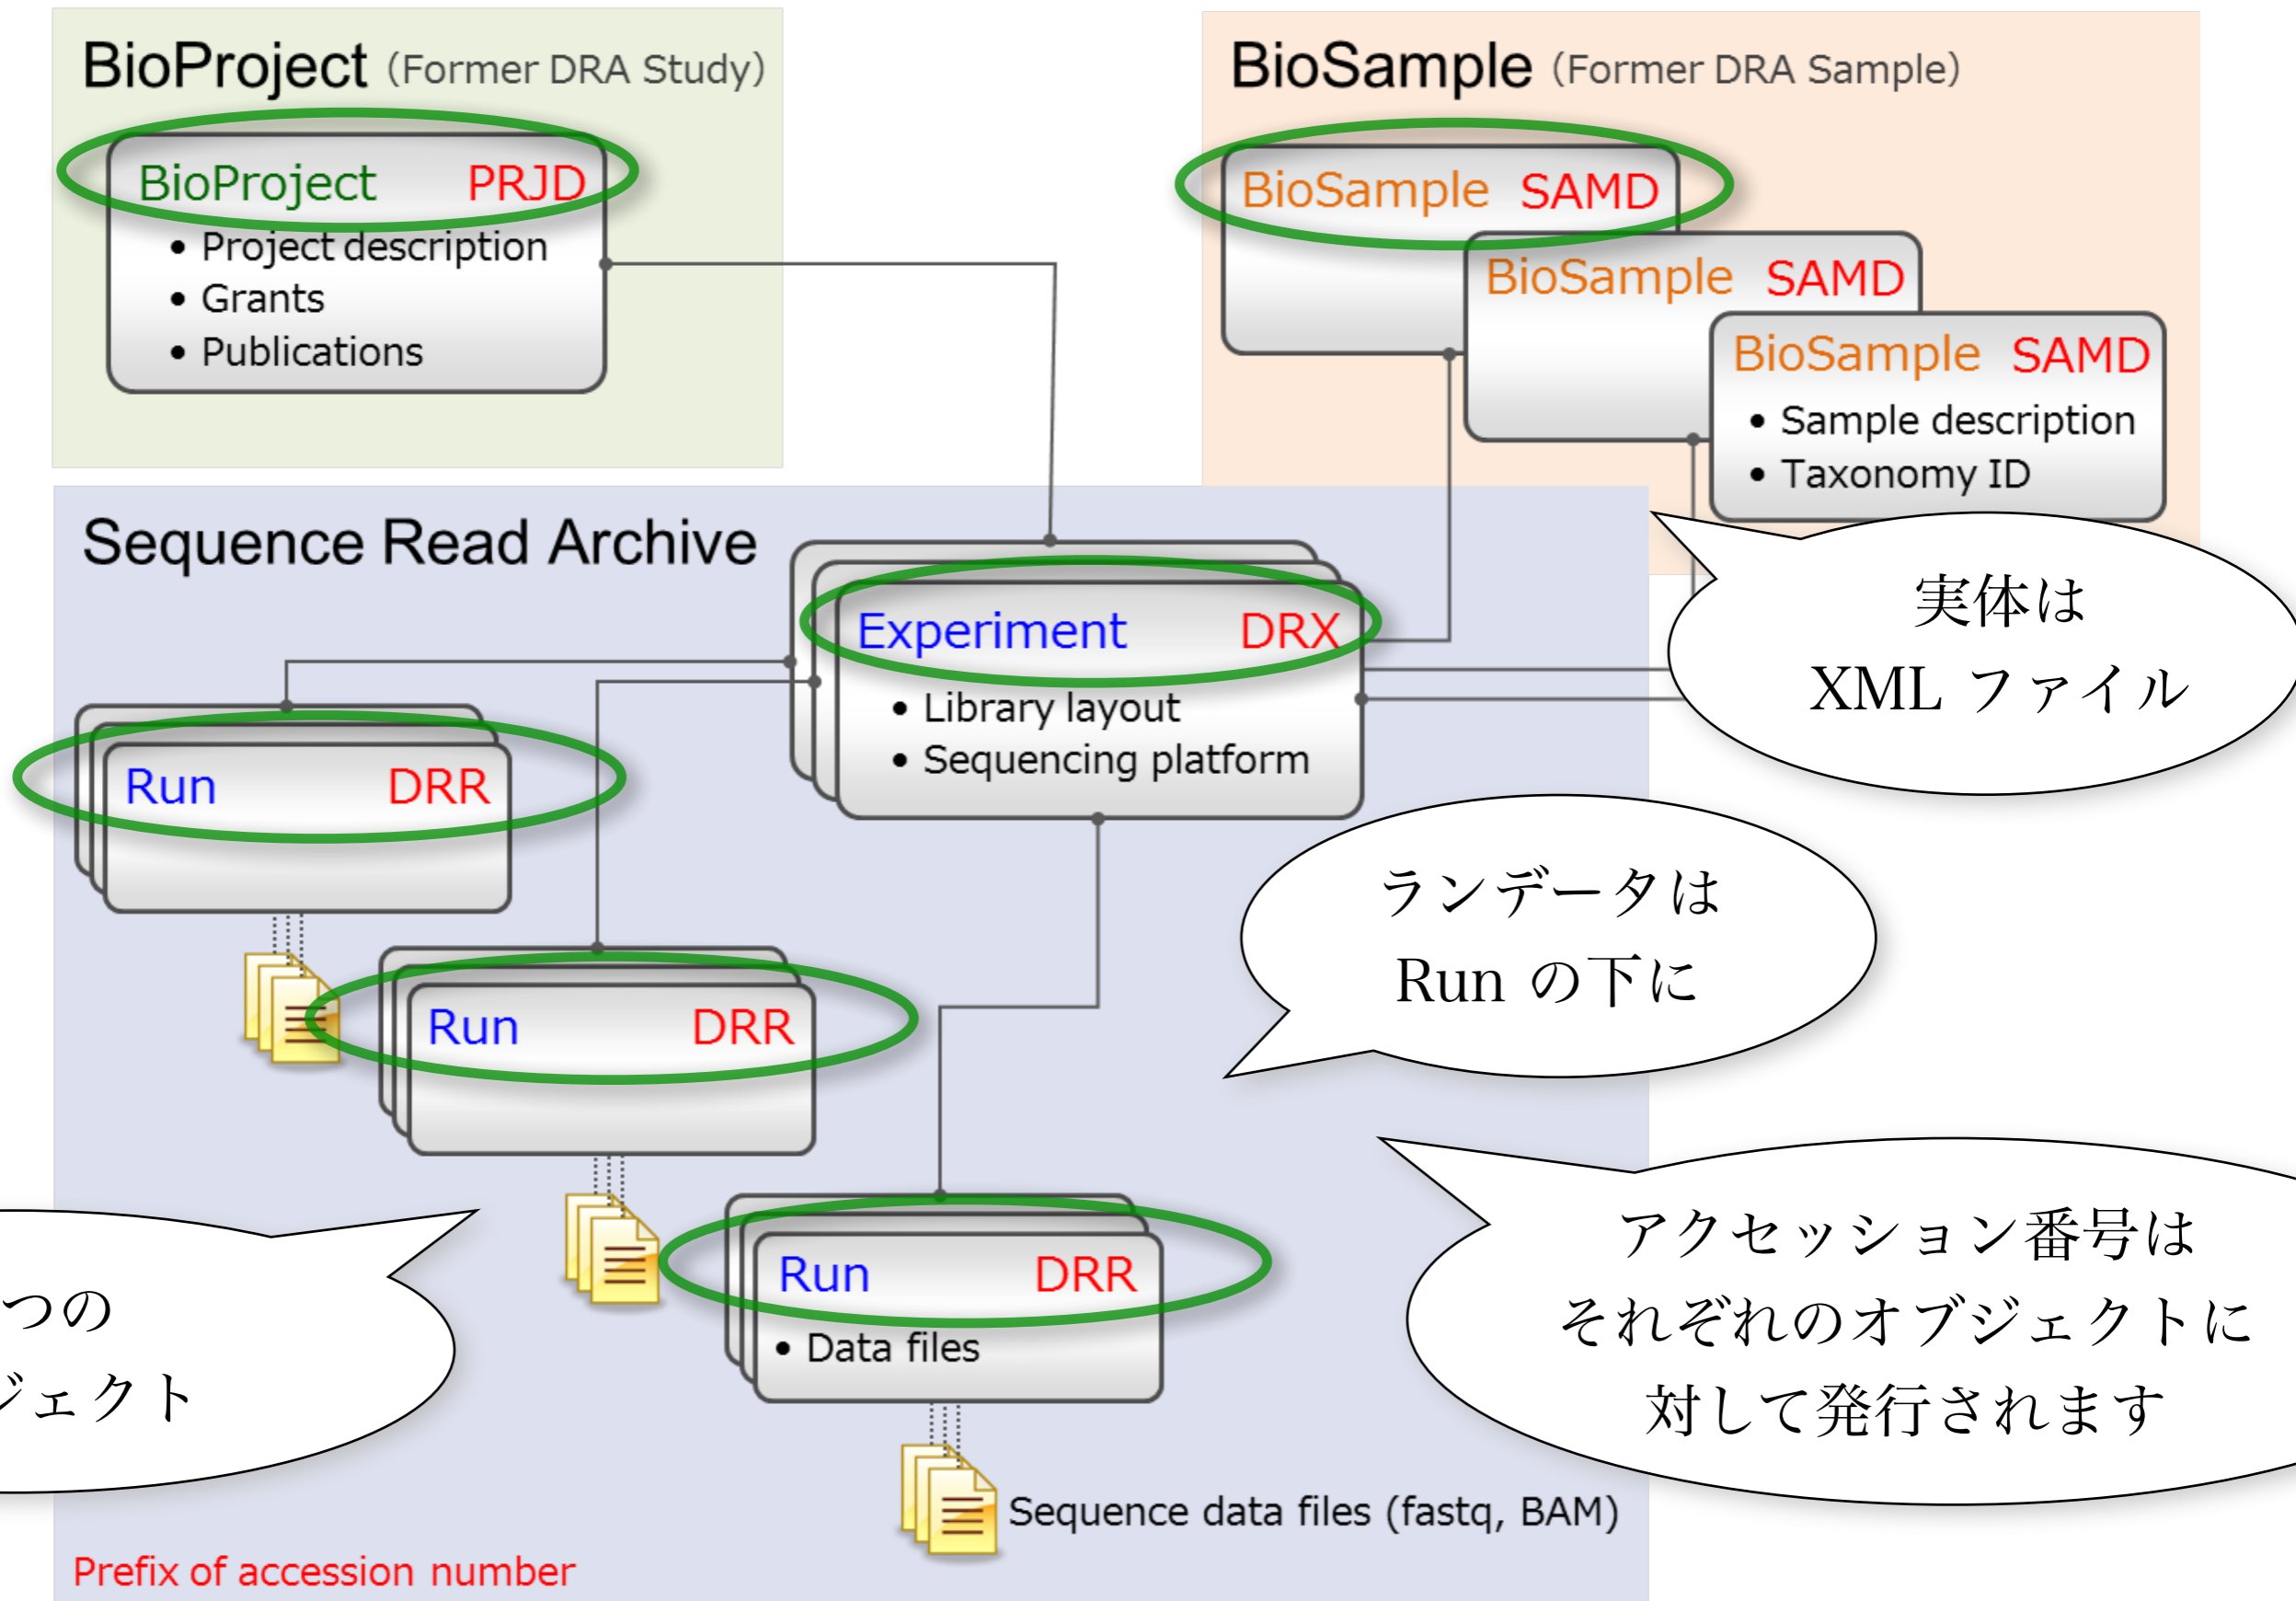 BioProject (Former DRA Study)
BioProject PRJD
• Project description
• Grants
• Publications
BioSample (Former DRA Sample)
BioSample SAMD
BioSample SAMD
BioSample SAMD
• Sample description
• Taxonomy ID
Sequence Read Archive
Experiment DRX
• Library layout
• Sequencing platform
実体は
XML ファイル
Run DRR
ランデータは
Run の下に
Run DRR
Run DRR
• Data files
つの
ジェクト
アクセッション番号は
それぞれのオブジェクトに
対して発行されます
Sequence data files (fastq, BAM)
Prefix of accession number